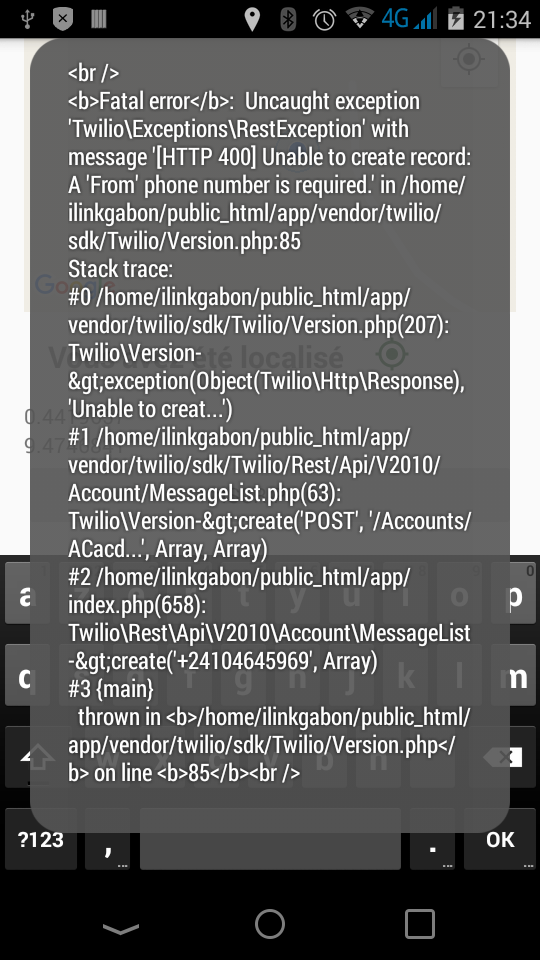 4G 21:34
<br />
<b>Fatal error</b>:  Uncaught exception
'Twilio\Exceptions\RestException' with
message '[HTTP 400] Unable to create record:
A 'From' phone number is required.' in /home/
ilinkgabon/public_html/app/vendor/twilio/
sdk/Twilio/Version.php:85
Stack trace:
#0 /home/ilinkgabon/public_html/app/
vendor/twilio/sdk/Twilio/Version.php(207):
Twilio\Version-
&gt;exception(Object(Twilio\Http\Response),
'Unable to creat...')
#1 /home/ilinkgabon/public_html/app/
vendor/twilio/sdk/Twilio/Rest/Api/V2010/
Account/MessageList.php(63):
Twilio\Version-&gt;create('POST', '/Accounts/
ACacd...', Array, Array)
#2 /home/ilinkgabon/public_html/app/
index.php(658):
Twilio\Rest\Api\V2010\Account\MessageList
-&gt;create('+24104645969', Array)
#3 {main}
  thrown in <b>/home/ilinkgabon/public_html/
app/vendor/twilio/sdk/Twilio/Version.php</
b> on line <b>85</b><br />
Google
Vous avez été localisé
a t y u i o p 0
q f g h j k l m
w x c v b n
?123 , ... . ... OK ...